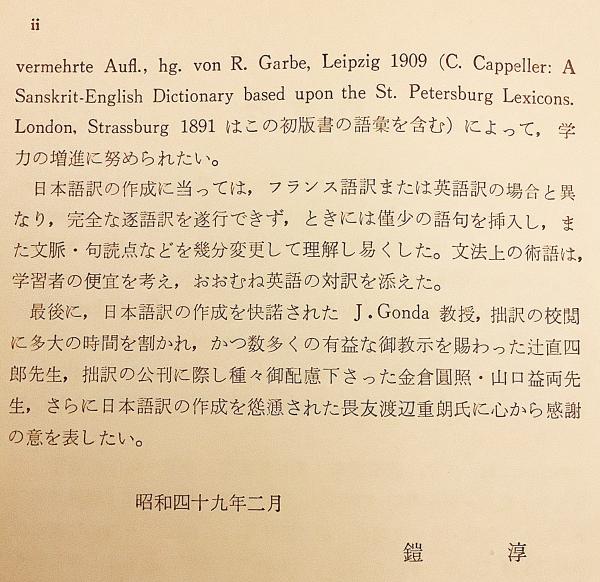 ii
vermehrte Aufl., hg. von R. Garbe, Leipzig 1909 (C. Cappeller: A
Sanskrit-English Dictionary based upon the St. Petersburg Lexicons.
London, Strassburg 1891 はこの初版書の語彙を含む) によって，学
力の増進に努められたい。
日本語訳の作成に当っては，フランス語訳または英語訳の場合と異
なり，完全な逐語訳を遂行できず，ときには僅少の語句を挿入し，ま
た文脈・句読点などを幾分変更して理解し易くした。文法上の術語は，
学習者の便宜を考え，おおむね英語の対訳を添えた。
最後に，日本語訳の作成を快諾された J.Gonda 教授，拙訳の校閲
に多大の時間を割かれ，かつ数多くの有益な御教示を賜わった辻直四
郎先生，拙訳の公刊に際し種々御配慮下さった金倉圓照・山口益両先
生，さらに日本語訳の作成を慫慂された畏友渡辺重朗氏に心から感謝
の意を表したい。
昭和四十九年二月
鎧 淳